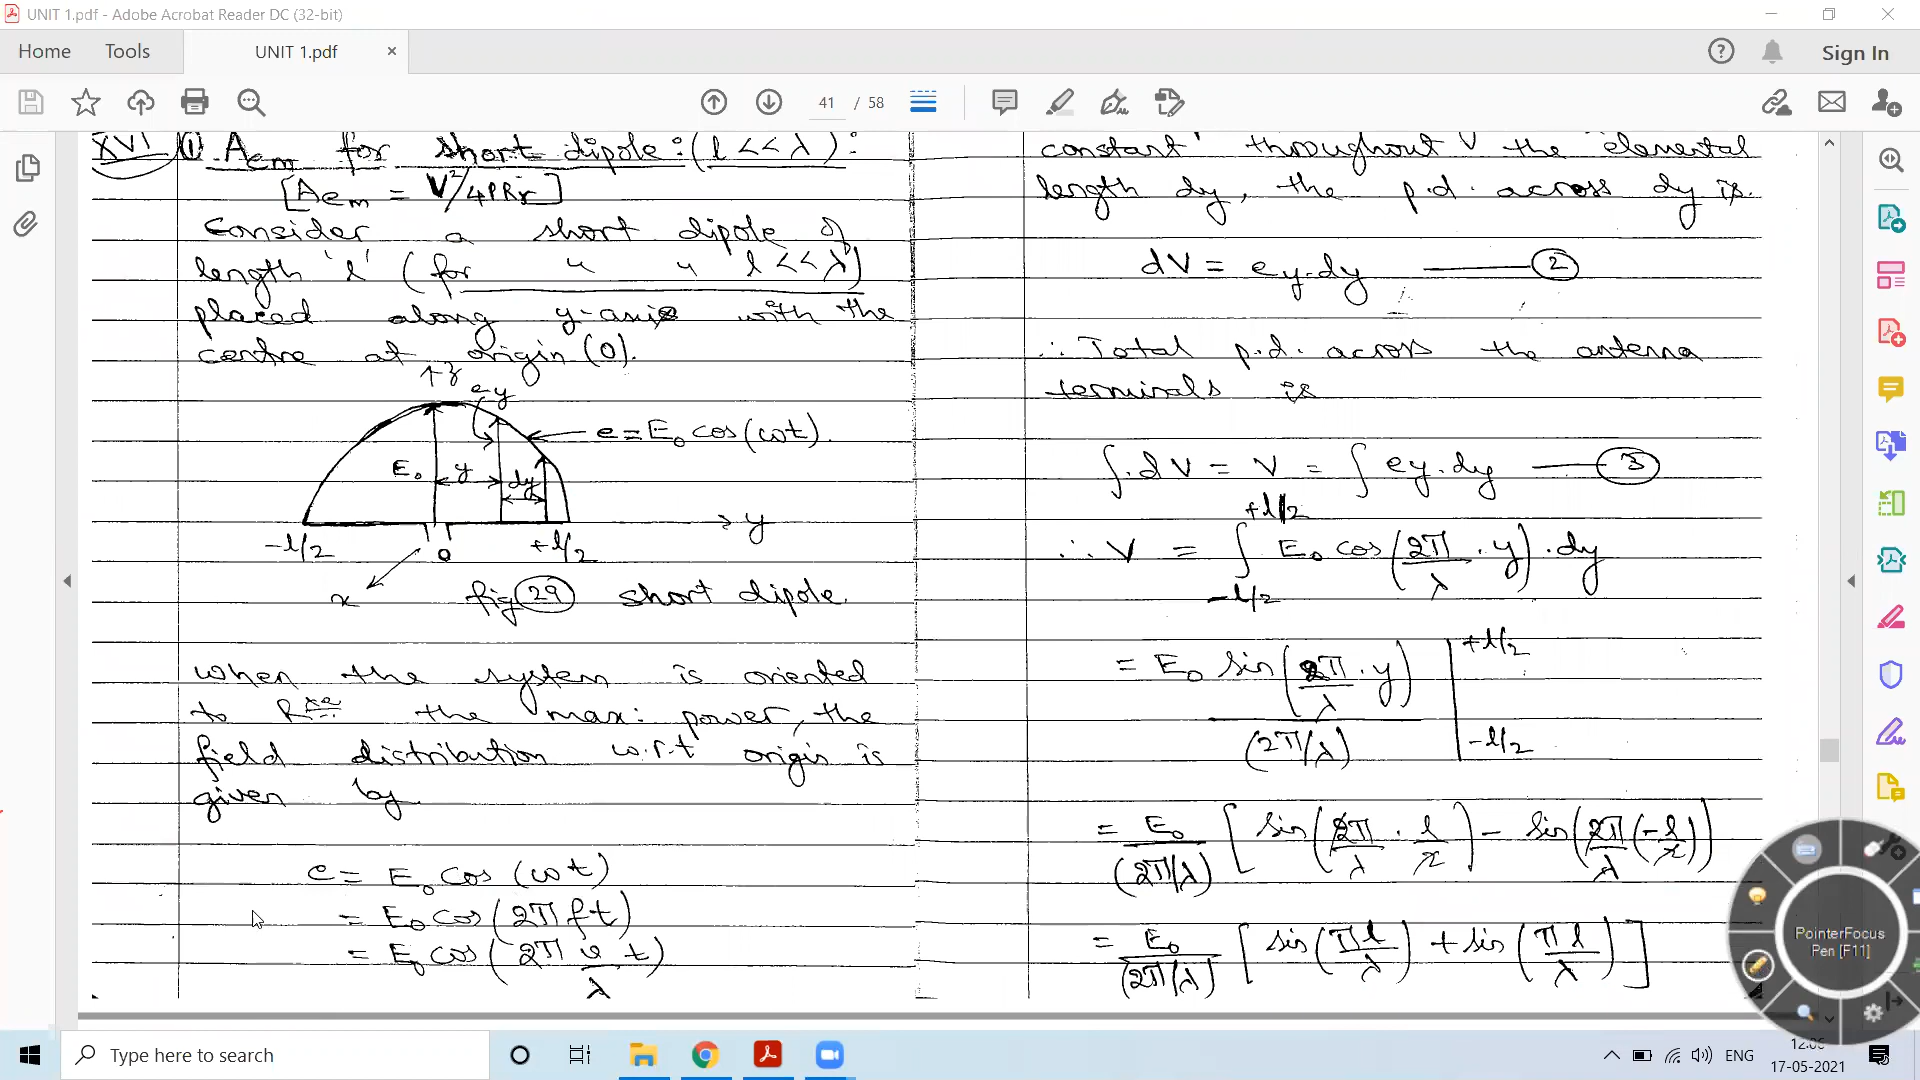 UNIT 1.pdf - Adobe Acrobat Reader DC (32-bit)
Home Tools UNIT 1.pdf × Sign In
41 / 58
XVI ① Aem for short dipole: (l << λ):
[Aem = V²/4PRr]
Consider a short dipole of
length 'l' (for " " l << λ)
placed along y-axis with the
centre at origin (0).
↑z
ey
e = E₀ cos(ωt).
E₀ y dy
→ y
-l/2 0 +l/2
x
fig ㉙ short dipole.
when the system is oriented
to Rxe the max: power, the
field distribution w.r.t origin is
given by
e = E₀ cos (ωt)
= E₀ cos (2π ft)
= E₀ cos (2π v/λ t)
constant throughout the elemental
length dy, the p.d. across dy is.
dV = ey.dy —— ②
∴ Total p.d. across the antenna
terminals is
∫.dV = V = ∫ ey.dy —— ③
+l/2
∴ V = ∫ E₀ cos (2π/λ . y) . dy
-l/2
= E₀ sin (2π/λ . y) | +l/2
(2π/λ) | -l/2
= E₀/(2π/λ) [ sin (2π/λ . l/2) - sin (2π/λ (-l/2)) ]
= E₀/(2π/λ) [ sin (πl/λ) + sin (πl/λ) ]
PointerFocus
Pen [F11]
Type here to search
ENG
17-05-2021